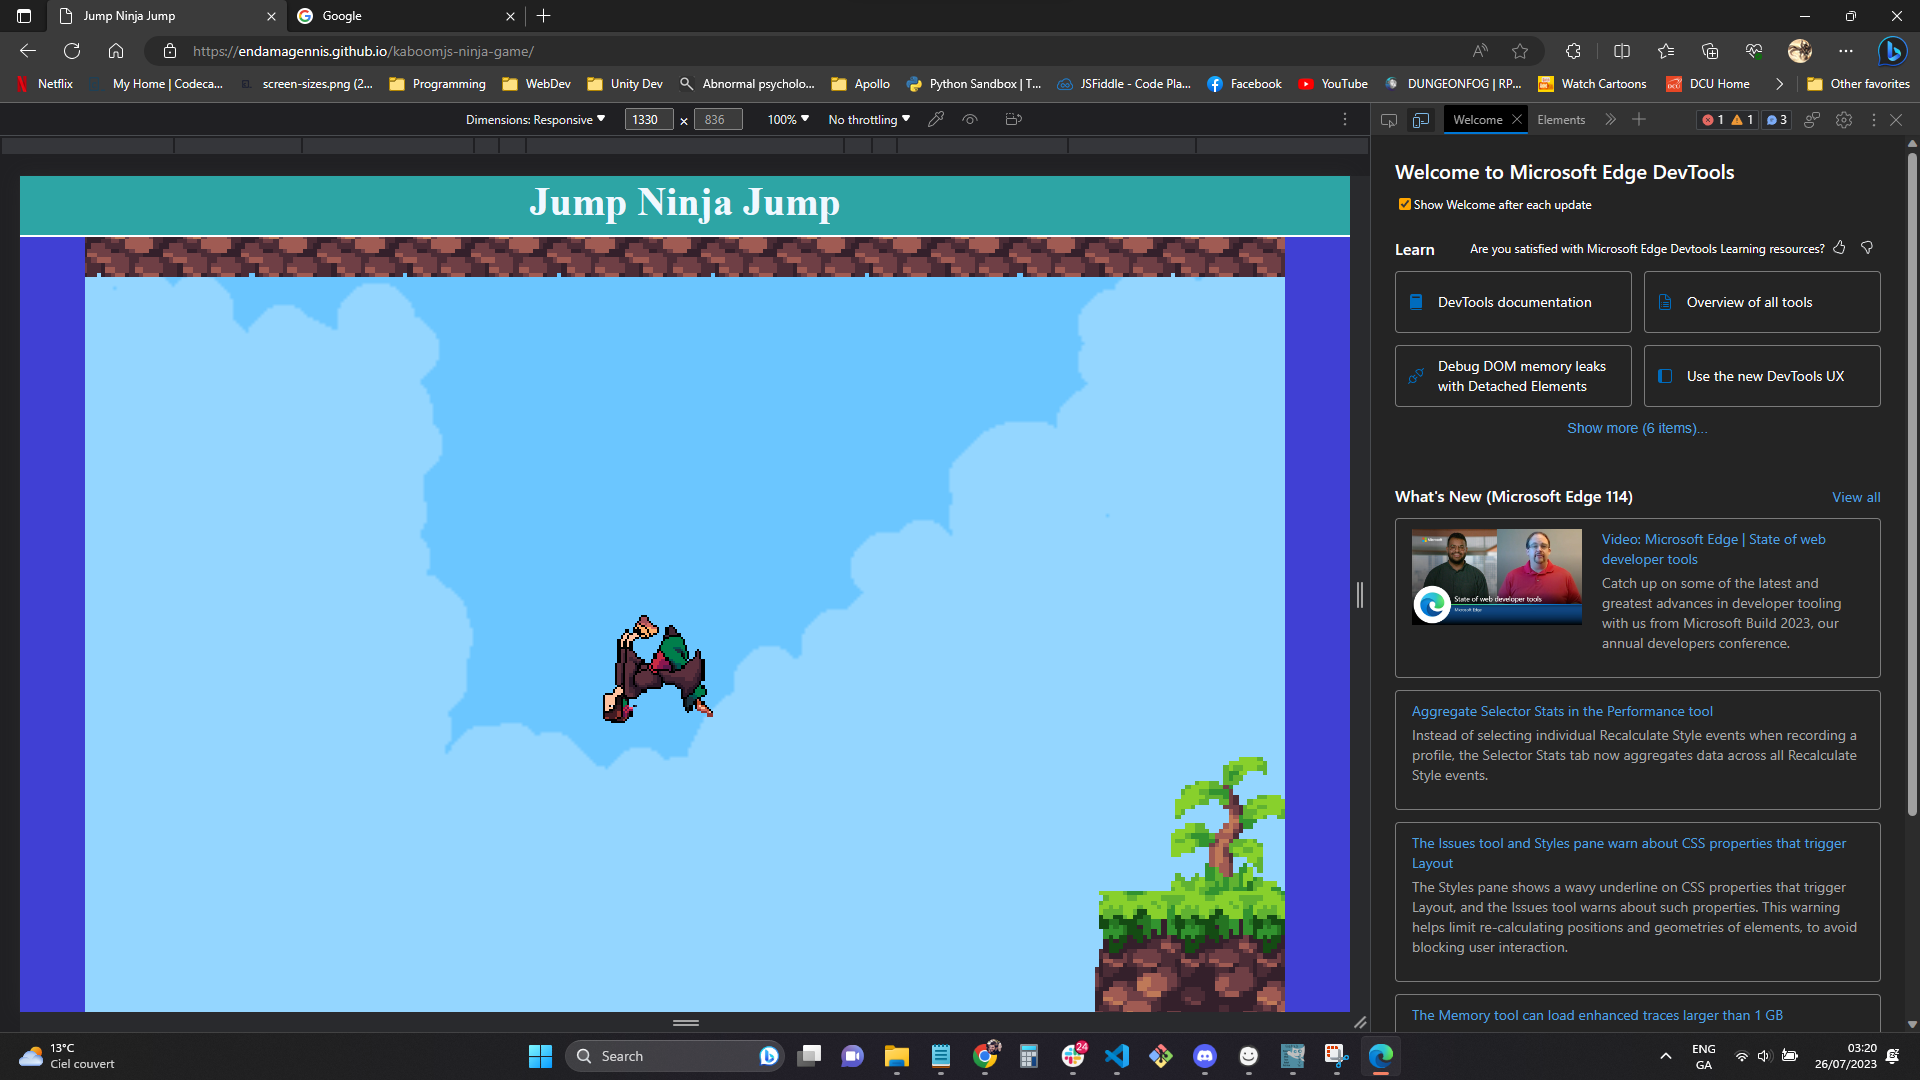 Jump Ninja Jump
Google
https://endamagennis.github.io/kaboomjs-ninja-game/
Netflix
My Home | Codeca...
screen-sizes.png (2...
Programming
WebDev
Unity Dev
Abnormal psycholo...
Apollo
Python Sandbox | T...
JSFiddle - Code Pla...
Facebook
YouTube
DUNGEONFOG | RP...
Watch Cartoons
DCU Home
Other favorites
Dimensions: Responsive
1330 × 836
100%
No throttling
Welcome
Elements
1
1
3
Jump Ninja Jump
Welcome to Microsoft Edge DevTools
Show Welcome after each update
Learn
Are you satisfied with Microsoft Edge Devtools Learning resources?
DevTools documentation
Overview of all tools
Debug DOM memory leaks
with Detached Elements
Use the new DevTools UX
Show more (6 items)...
What's New (Microsoft Edge 114)
View all
State of web developer tools
Microsoft Edge
Video: Microsoft Edge | State of web
developer tools
Catch up on some of the latest and
greatest advances in developer tooling
with us from Microsoft Build 2023, our
annual developers conference.
Aggregate Selector Stats in the Performance tool
Instead of selecting individual Recalculate Style events when recording a
profile, the Selector Stats tab now aggregates data across all Recalculate
Style events.
The Issues tool and Styles pane warn about CSS properties that trigger
Layout
The Styles pane shows a wavy underline on CSS properties that trigger
Layout, and the Issues tool warns about such properties. This warning
helps limit re-calculating positions and geometries of elements, to avoid
blocking user interaction.
The Memory tool can load enhanced traces larger than 1 GB
13°C
Ciel couvert
Search
24
ENG
GA
03:20
26/07/2023